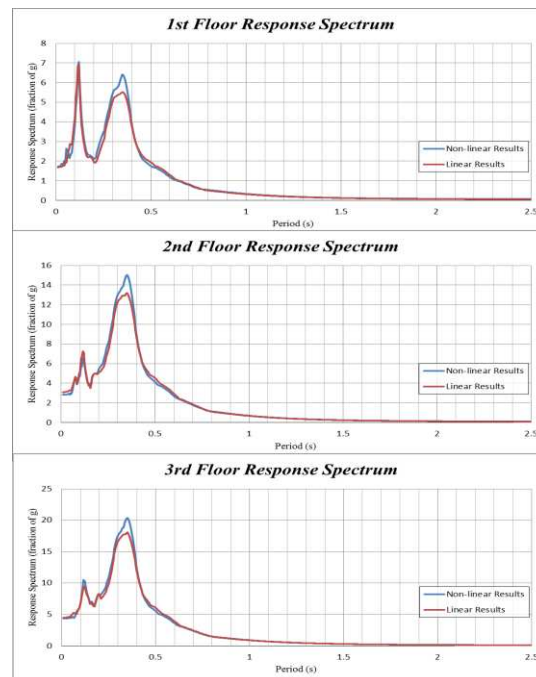 1st Floor Response Spectrum
Response Spectrum (fraction of g)
8
7
6
5
4
3
2
1
0
Non-linear Results
Linear Results
0 0.5 1 1.5 2 2.5
Period (s)
2nd Floor Response Spectrum
Response Spectrum (fraction of g)
16
14
12
10
8
6
4
2
0
Non-linear Results
Linear Results
0 0.5 1 1.5 2 2.5
Period (s)
3rd Floor Response Spectrum
Response Spectrum (fraction of g)
25
20
15
10
5
0
Non-linear Results
Linear Results
0 0.5 1 1.5 2 2.5
Period (s)